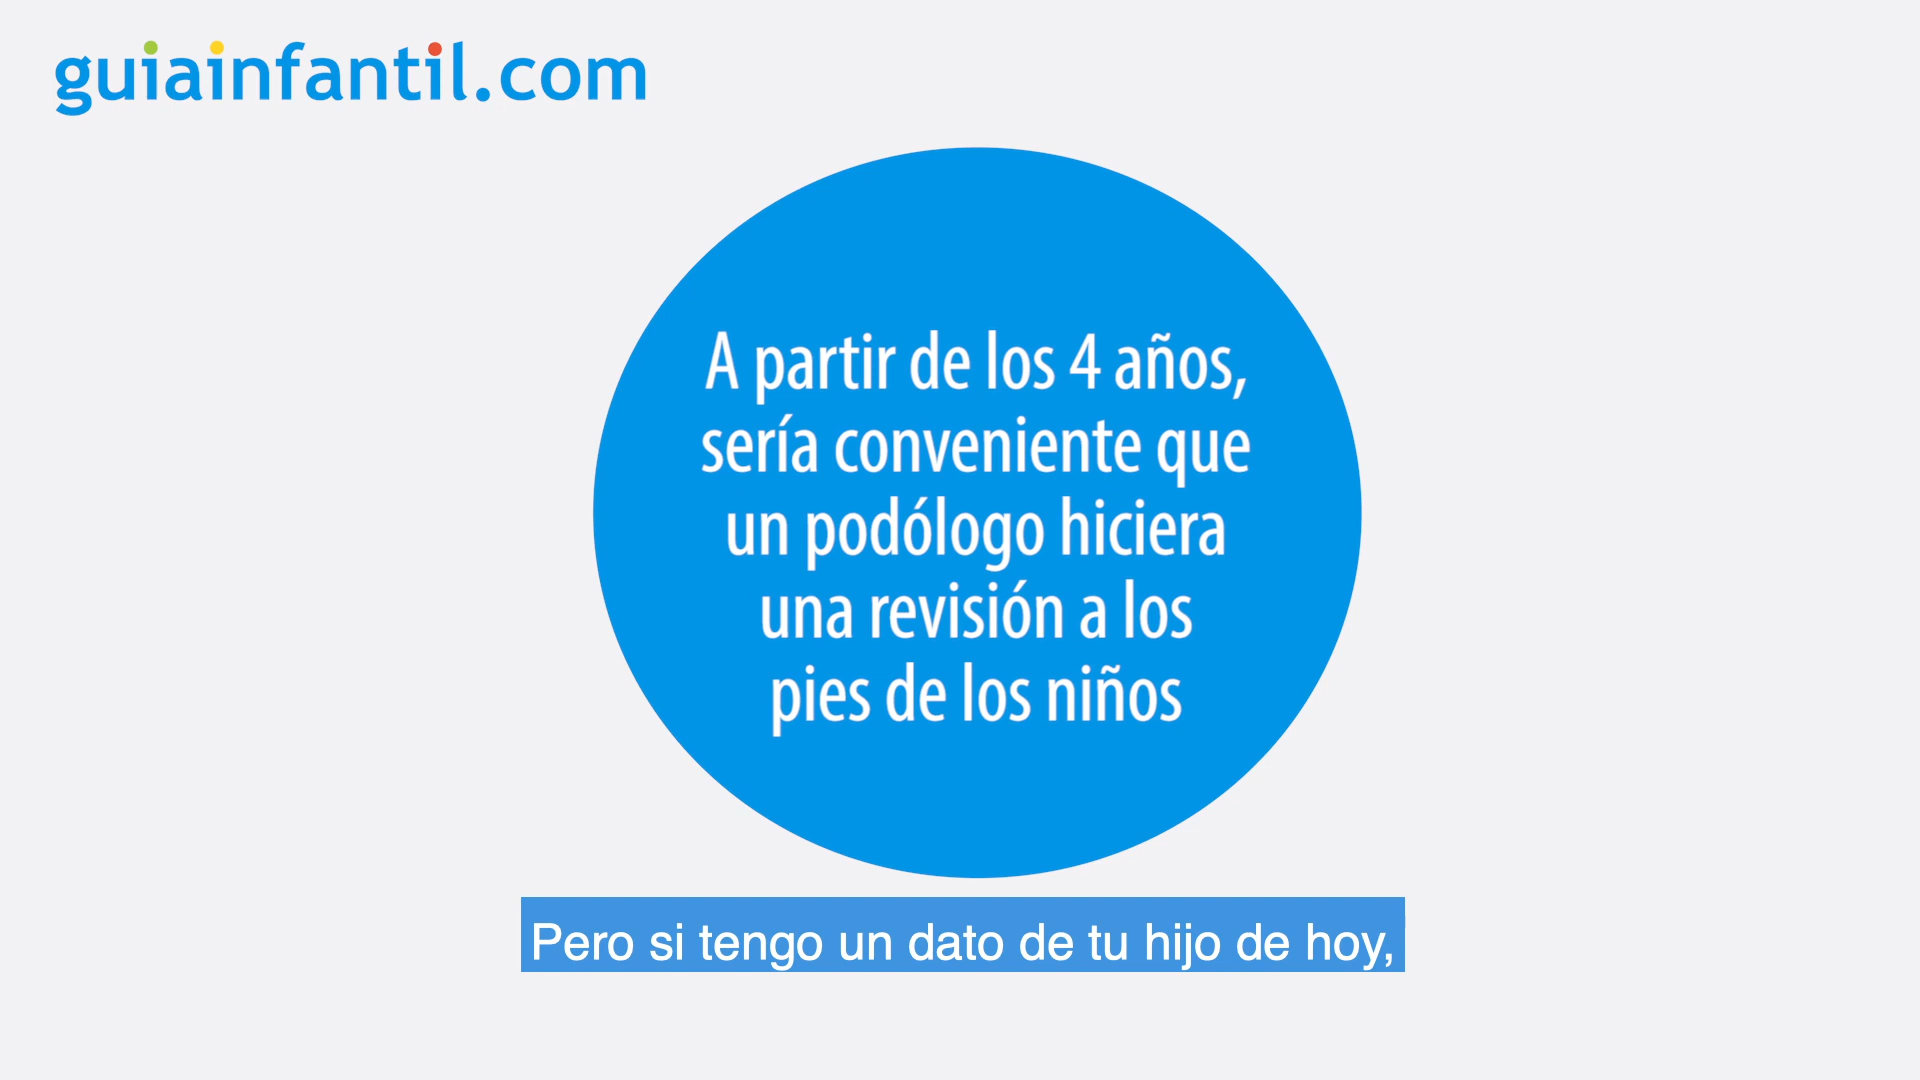 guiainfantil.com
A partir de los 4 años,
sería conveniente que
un podólogo hiciera
una revisión a los
pies de los niños
Pero si tengo un dato de tu hijo de hoy,